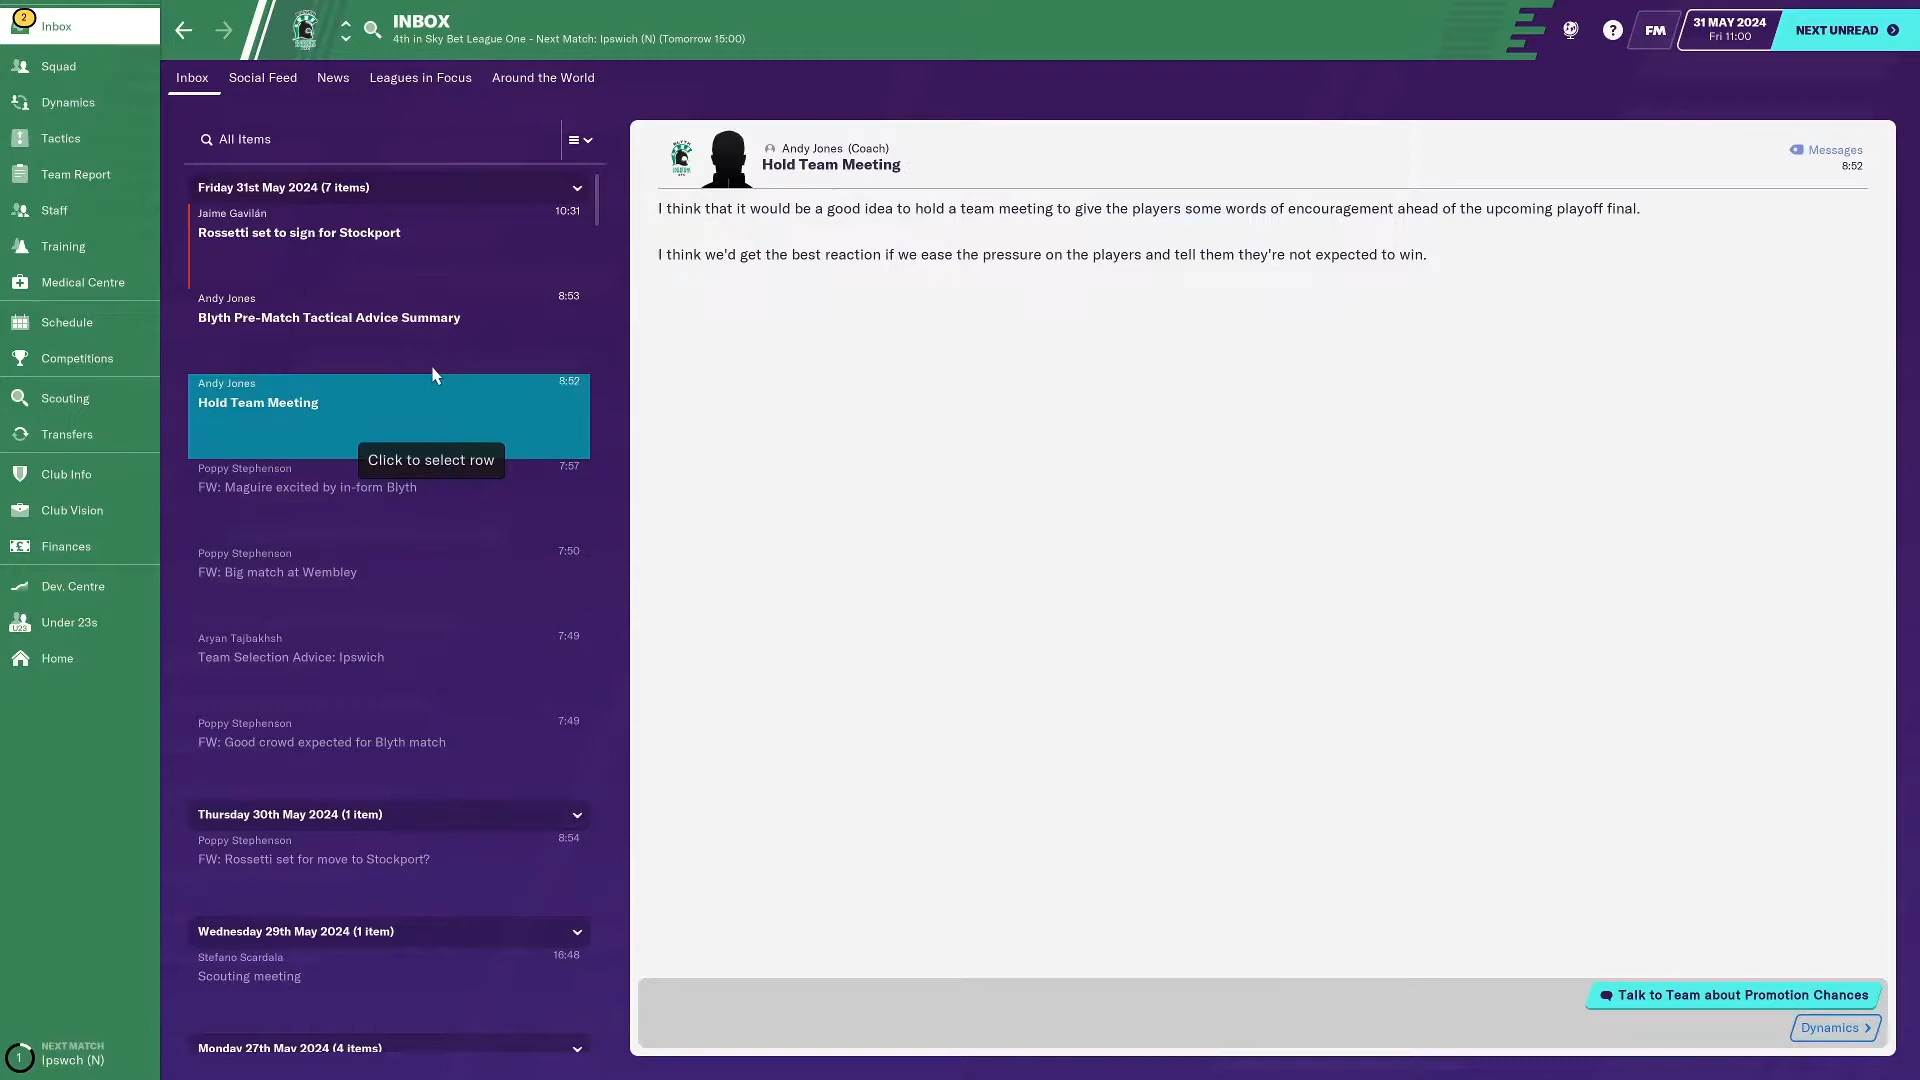 2
Inbox
Squad
Dynamics
Tactics
Team Report
Staff
Training
Medical Centre
Schedule
Competitions
Scouting
Transfers
Club Info
Club Vision
Finances
Dev. Centre
U23
Under 23s
Home
1
NEXT MATCH
Ipswch (N)
INBOX
4th in Sky Bet League One - Next Match: Ipswich (N) (Tomorrow 15:00)
?
FM
31 MAY 2024
Fri 11:00
NEXT UNREAD
Inbox Social Feed News Leagues in Focus Around the World
All Items
Friday 31st May 2024 (7 items)
Jaime Gavilán 10:31
Rossetti set to sign for Stockport
Andy Jones 8:53
Blyth Pre-Match Tactical Advice Summary
Andy Jones 8:52
Hold Team Meeting
Click to select row
Poppy Stephenson 7:57
FW: Maguire excited by in-form Blyth
Poppy Stephenson 7:50
FW: Big match at Wembley
Aryan Tajbakhsh 7:49
Team Selection Advice: Ipswich
Poppy Stephenson 7:49
FW: Good crowd expected for Blyth match
Thursday 30th May 2024 (1 item)
Poppy Stephenson 8:54
FW: Rossetti set for move to Stockport?
Wednesday 29th May 2024 (1 item)
Stefano Scardala 16:48
Scouting meeting
Monday 27th May 2024 (4 items)
Andy Jones (Coach)
Hold Team Meeting
Messages
8:52
I think that it would be a good idea to hold a team meeting to give the players some words of encouragement ahead of the upcoming playoff final.
I think we'd get the best reaction if we ease the pressure on the players and tell them they're not expected to win.
Talk to Team about Promotion Chances
Dynamics